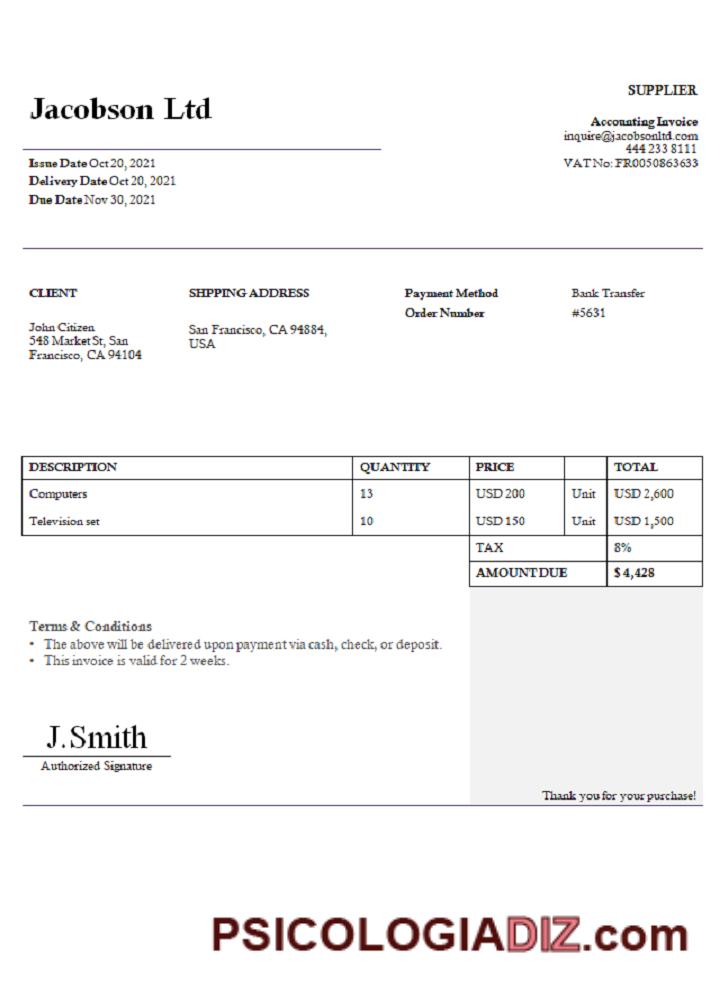 Jacobson Ltd
SUPPLIER
Accounting Invoice
inquire@jacobsonltd.com
444 233 8111
VAT No: FR0050863633
Issue Date Oct 20, 2021
Delivery Date Oct 20, 2021
Due Date Nov 30, 2021
CLIENT
John Citizen
548 Market St, San
Francisco, CA 94104
SHPPING ADDRESS
San Francisco, CA 94884,
USA
Payment Method Bank Transfer
Order Number #5631
DESCRIPTION QUANTITY PRICE TOTAL
Computers 13 USD 200 Unit USD 2,600
Television set 10 USD 150 Unit USD 1,500
TAX 8%
AMOUNT DUE $ 4,428
Terms & Conditions
• The above will be delivered upon payment via cash, check, or deposit.
• This invoice is valid for 2 weeks.
J.Smith
Authorized Signature
Thank you for your purchase!
PSICOLOGIADIZ.com